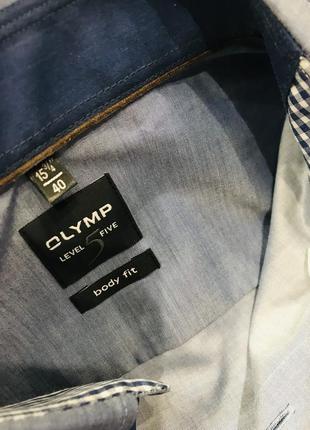 15¾
40
OLYMP
LEVEL 5 FIVE
body fit